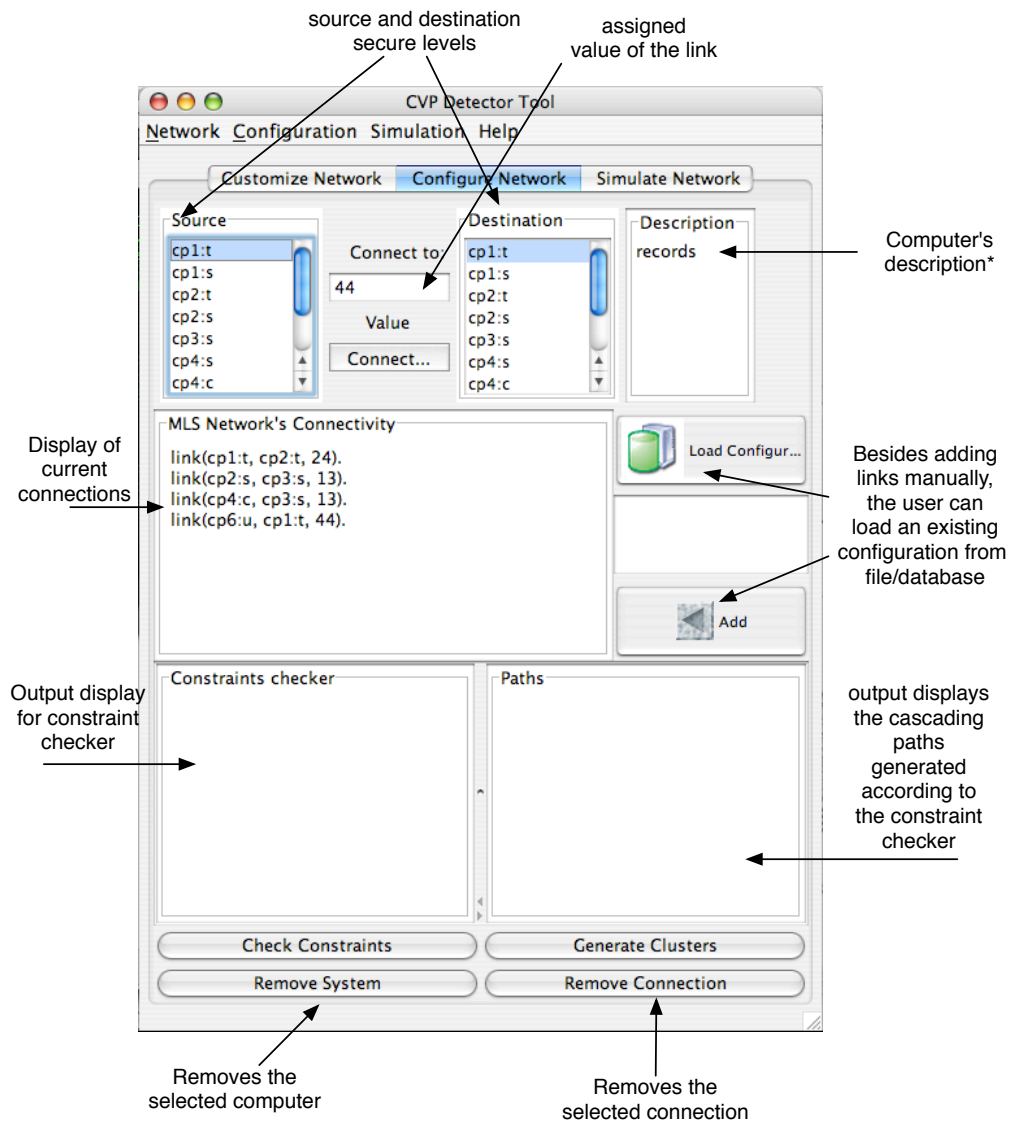 source and destination
secure levels
assigned
value of the link
CVP Detector Tool
Network Configuration Simulation Help
Customize Network Configure Network Simulate Network
Source
cp1:t
cp1:s
cp2:t
cp2:s
cp3:s
cp4:s
cp4:c
Connect to:
44
Value
Connect...
Destination
cp1:t
cp1:s
cp2:t
cp2:s
cp3:s
cp4:s
cp4:c
Description
records
Computer's
description*
Display of
current
connections
MLS Network's Connectivity
link(cp1:t, cp2:t, 24).
link(cp2:s, cp3:s, 13).
link(cp4:c, cp3:s, 13).
link(cp6:u, cp1:t, 44).
Load Configur...
Add
Besides adding
links manually,
the user can
load an existing
configuration from
file/database
Output display
for constraint
checker
Constraints checker
Paths
output displays
the cascading
paths
generated
according to
the constraint
checker
Check Constraints
Generate Clusters
Remove System
Remove Connection
Removes the
selected computer
Removes the
selected connection